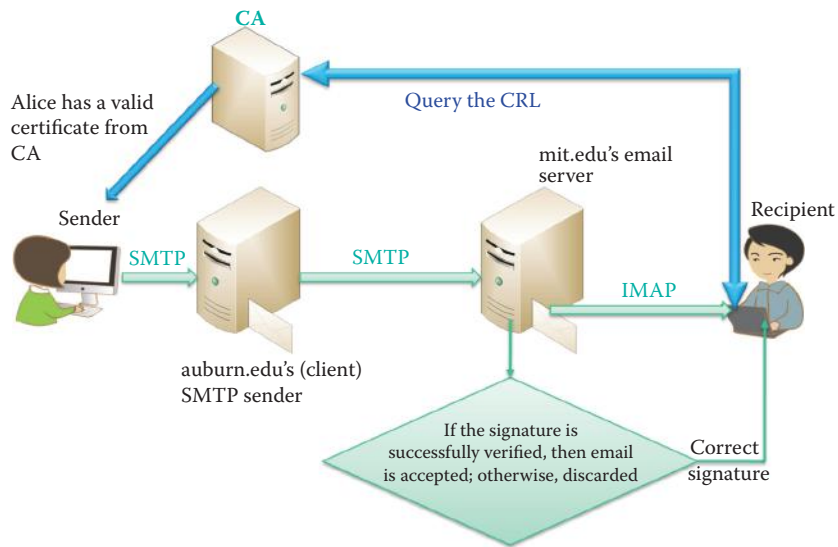 CA
Alice has a valid
certificate from
CA
Query the CRL
mit.edu's email
server
Sender
Recipient
SMTP
SMTP
IMAP
auburn.edu's (client)
SMTP sender
If the signature is
successfully verified, then email
is accepted; otherwise, discarded
Correct
signature